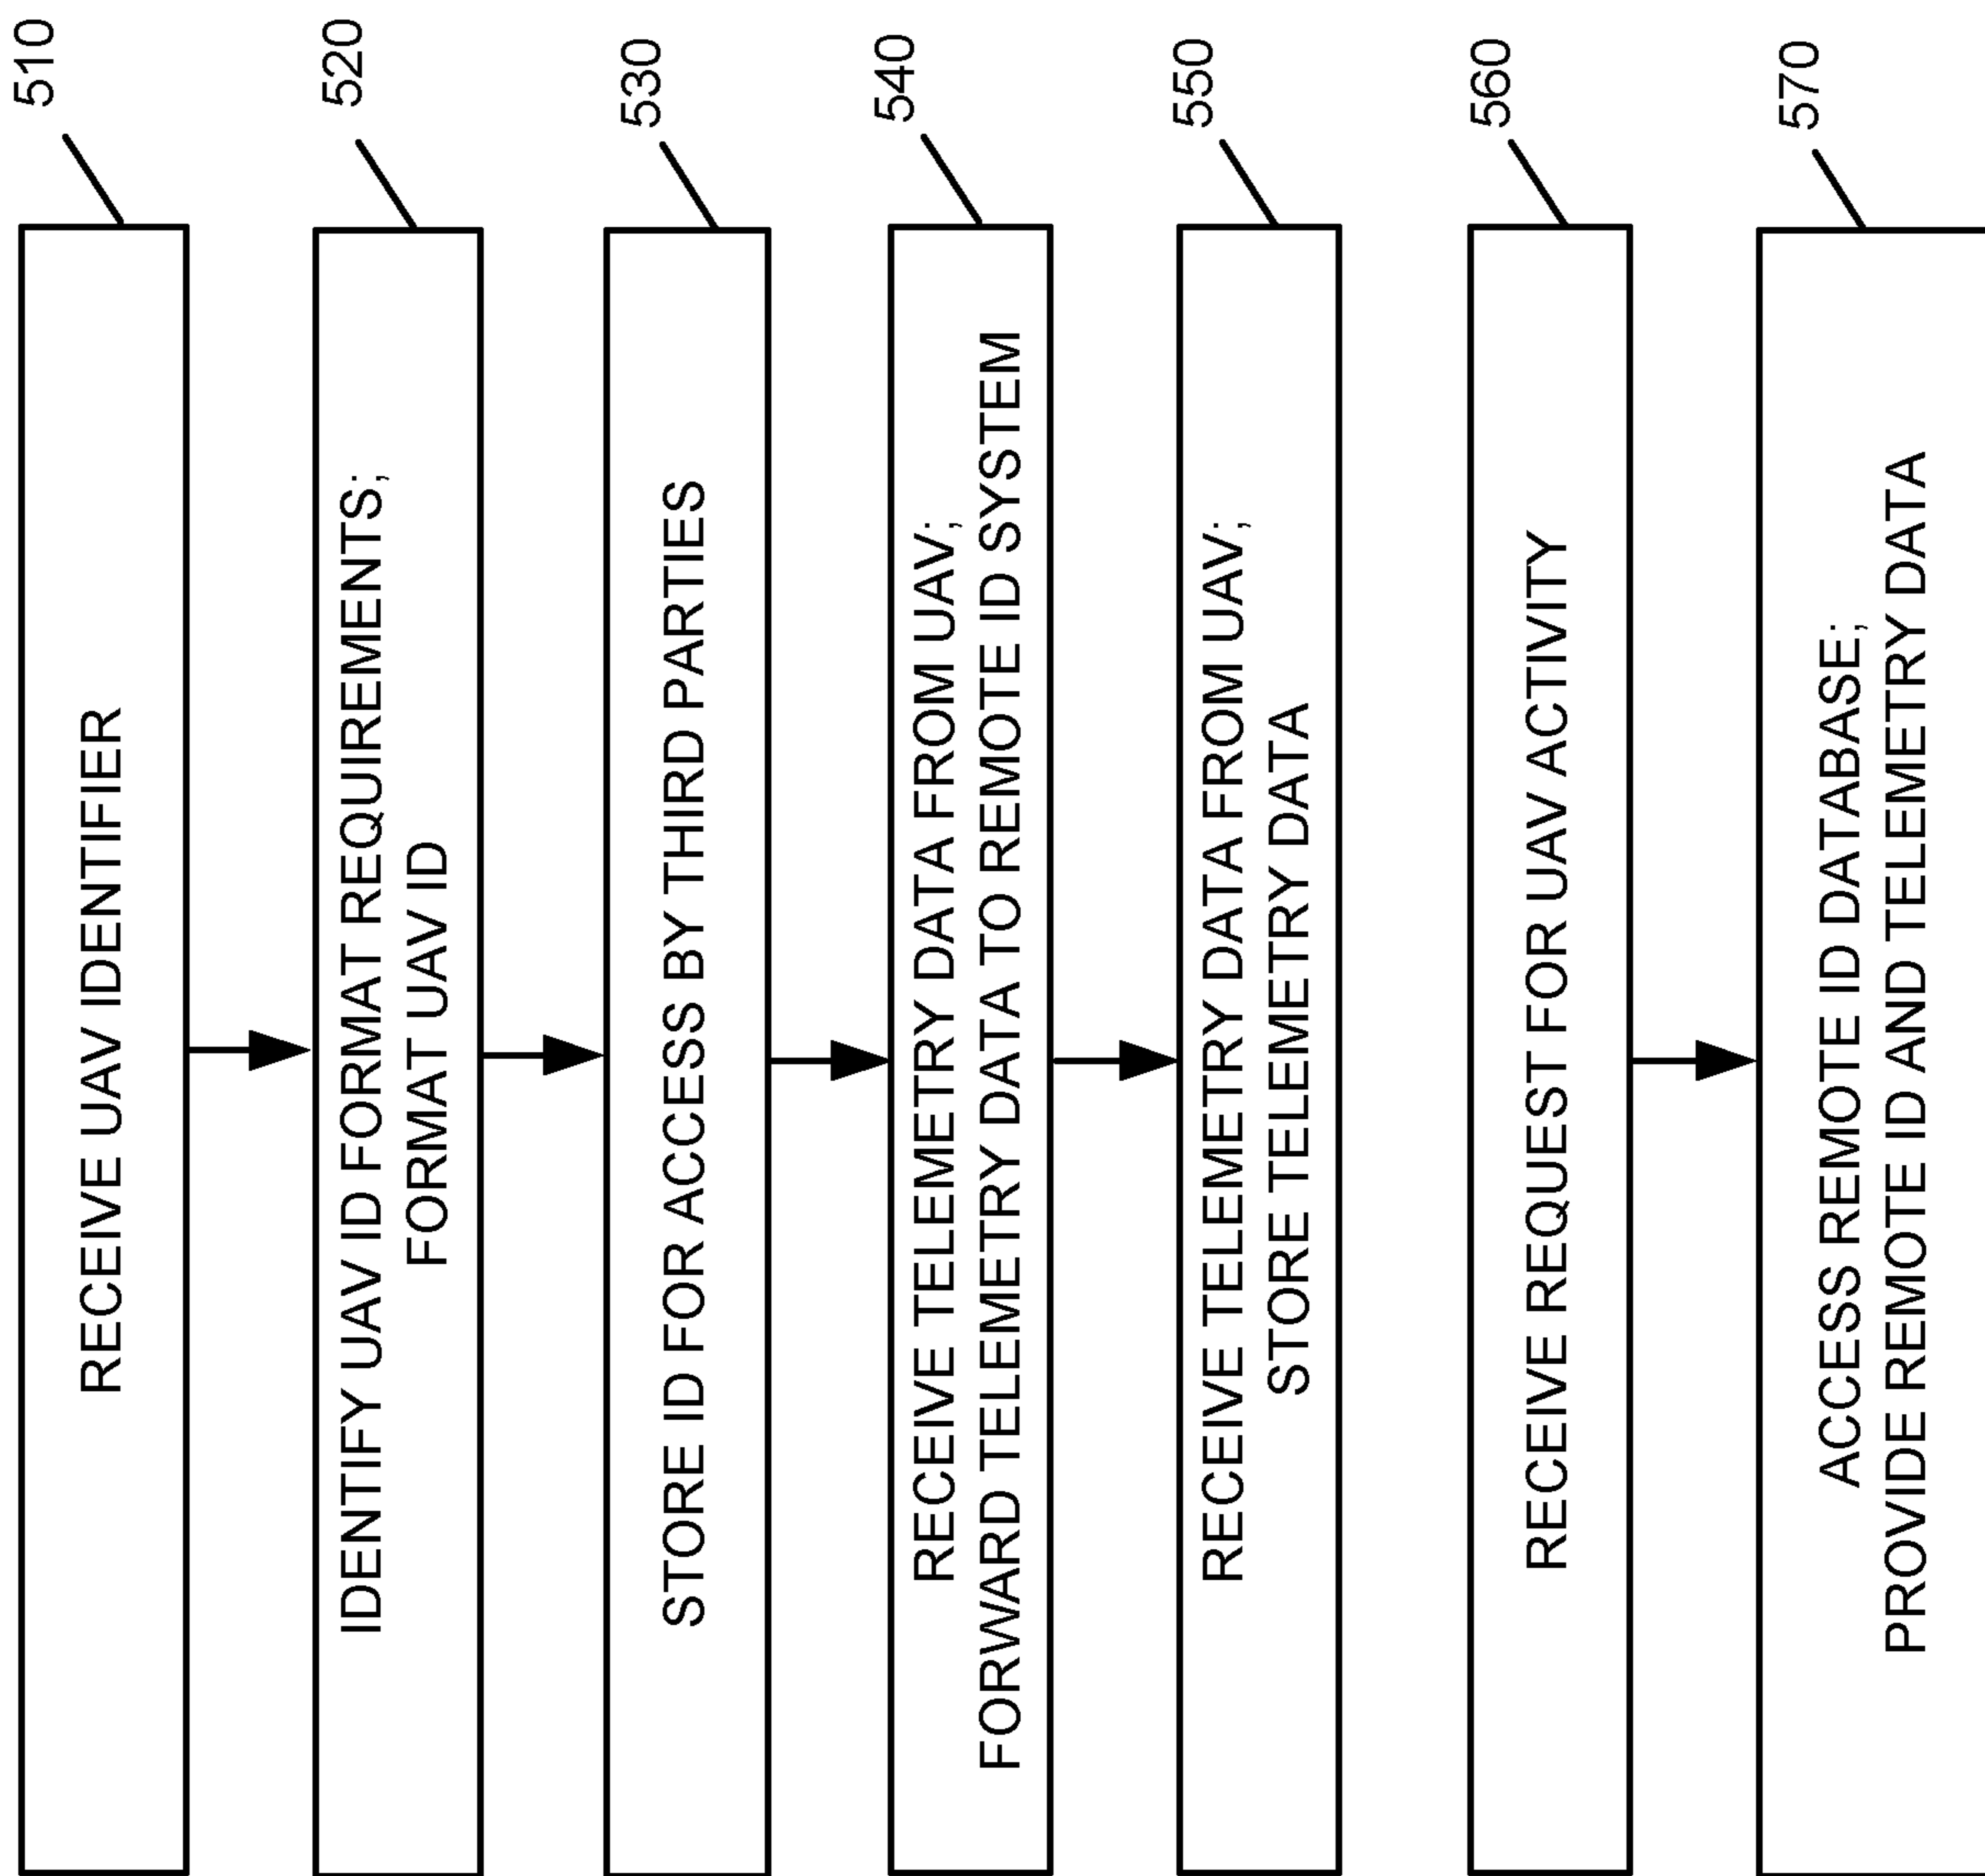 510
RECEIVE UAV IDENTIFIER
520
IDENTIFY UAV ID FORMAT REQUIREMENTS;
FORMAT UAV ID
530
STORE ID FOR ACCESS BY THIRD PARTIES
540
RECEIVE TELEMETRY DATA FROM UAV;
FORWARD TELEMETRY DATA TO REMOTE ID SYSTEM
550
RECEIVE TELEMETRY DATA FROM UAV;
STORE TELEMETRY DATA
560
RECEIVE REQUEST FOR UAV ACTIVITY
570
ACCESS REMOTE ID DATABASE;
PROVIDE REMOTE ID AND TELEMETRY DATA